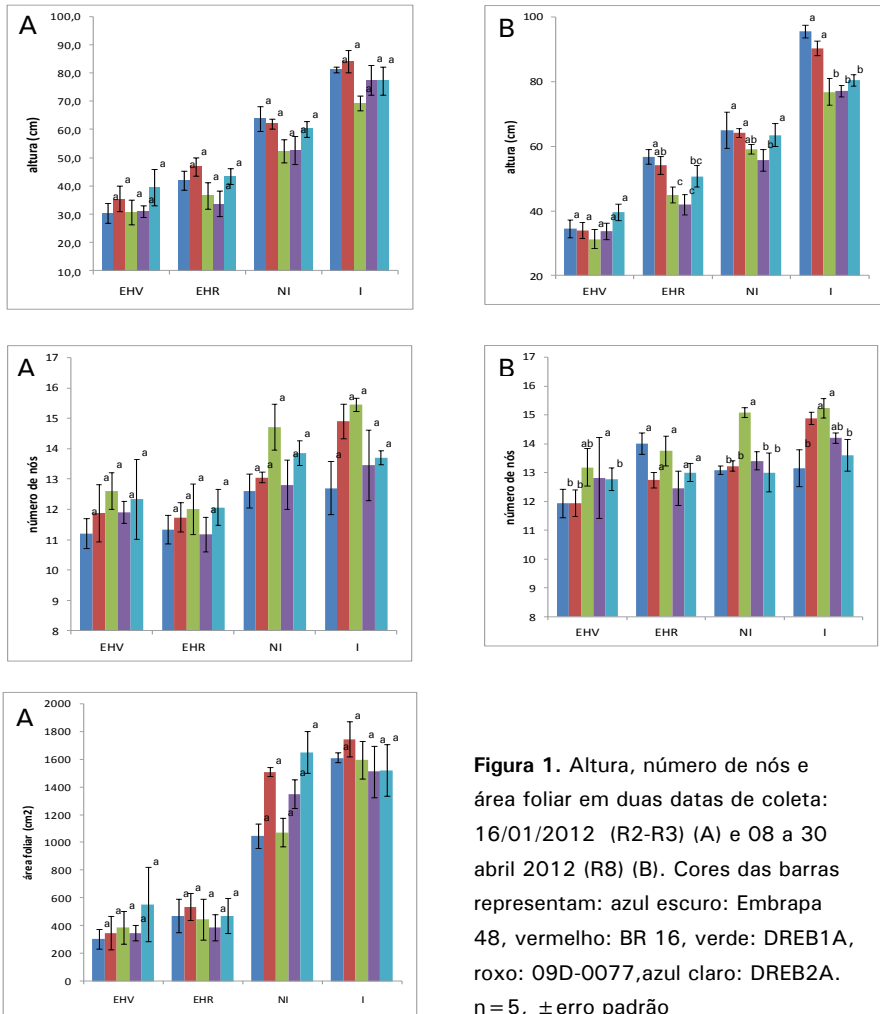 A
100,0
90,0
80,0
70,0
60,0
50,0
40,0
30,0
20,0
10,0
altura (cm)
a a a a a
a a a a a
a a a a a
a a a a a
EHV EHR NI I
B
100
80
60
40
20
altura (cm)
a a a a a
a ab c c bc
a a ab b a
a a b b b
EHV EHR NI I
A
17
16
15
14
13
12
11
10
9
8
número de nós
a a a a a
a a a a a
a a a a a
a a a a a
EHV EHR NI I
B
17
16
15
14
13
12
11
10
9
8
número de nós
b b ab a b
a a a a a
b b a b b
b a a ab b
EHV EHR NI I
A
2000
1800
1600
1400
1200
1000
800
600
400
200
0
área foliar (cm2)
a a a a a
a a a a a
a a a a a
a a a a a
EHV EHR NI I
Figura 1. Altura, número de nós e
área foliar em duas datas de coleta:
16/01/2012 (R2-R3) (A) e 08 a 30
abril 2012 (R8) (B). Cores das barras
representam: azul escuro: Embrapa
48, vermelho: BR 16, verde: DREB1A,
roxo: 09D-0077,azul claro: DREB2A.
n=5, ±erro padrão